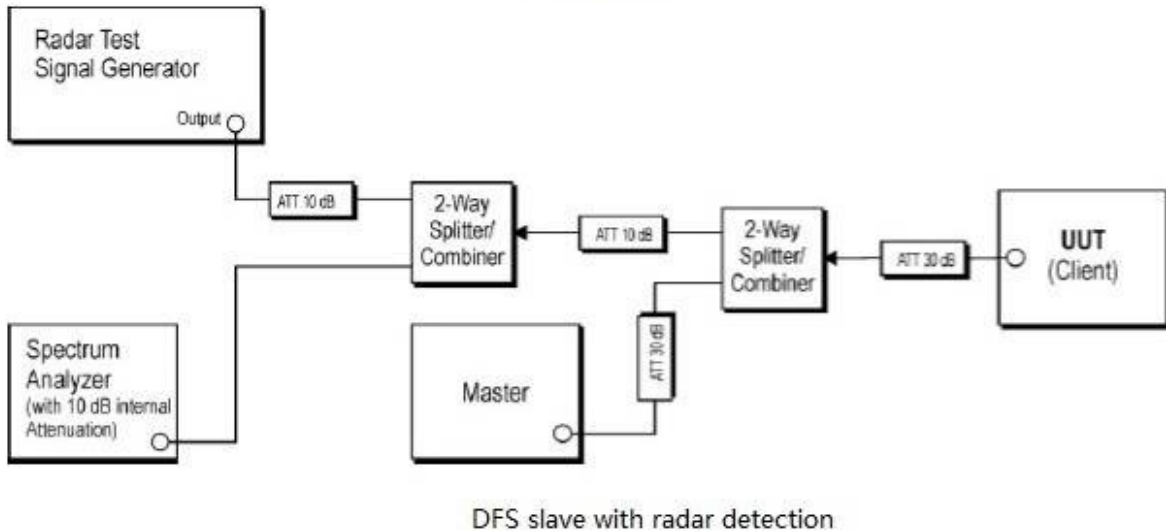 Radar Test
Signal Generator
Output
ATT 10 dB
2-Way
Splitter/
Combiner
ATT 10 dB
2-Way
Splitter/
Combiner
ATT 30 dB
UUT
(Client)
Spectrum
Analyzer
(with 10 dB internal
Attenuation)
Master
ATT 30 dB
DFS slave with radar detection